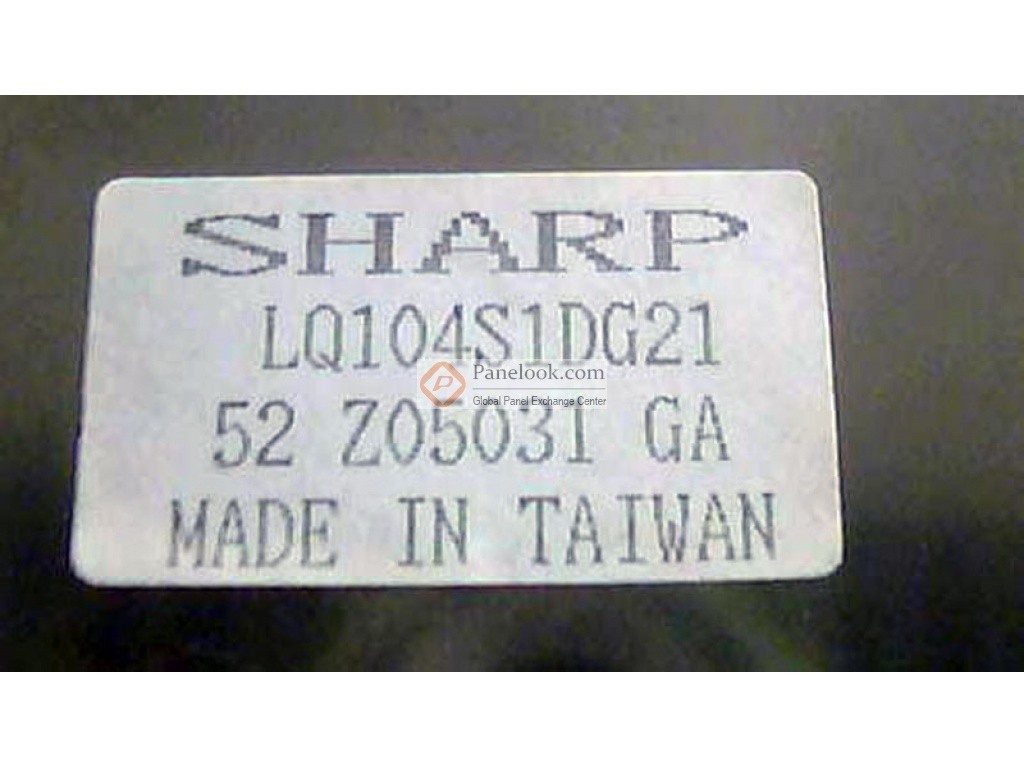 SHARP
LQ104S1DG21
Panelook.com
Global Panel Exchange Center
52 Z05031 GA
MADE IN TAIWAN